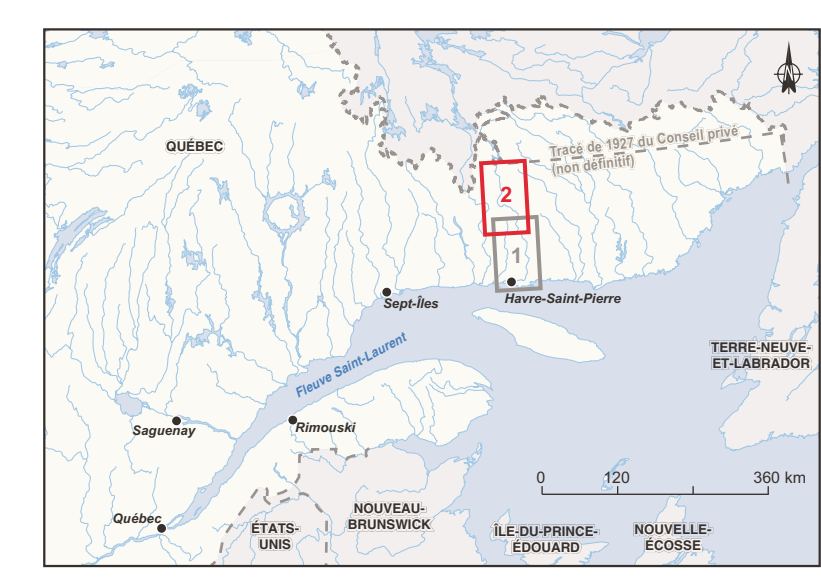 QUÉBEC
Tracé de 1927 du Conseil privé
(non définitif)
2
1
Sept-Îles
Havre-Saint-Pierre
TERRE-NEUVE-
ET-LABRADOR
Fleuve Saint-Laurent
Saguenay
Rimouski
0 120 360 km
Québec
ÉTATS-
UNIS
NOUVEAU-
BRUNSWICK
ÎLE-DU-PRINCE-
ÉDOUARD
NOUVELLE-
ÉCOSSE